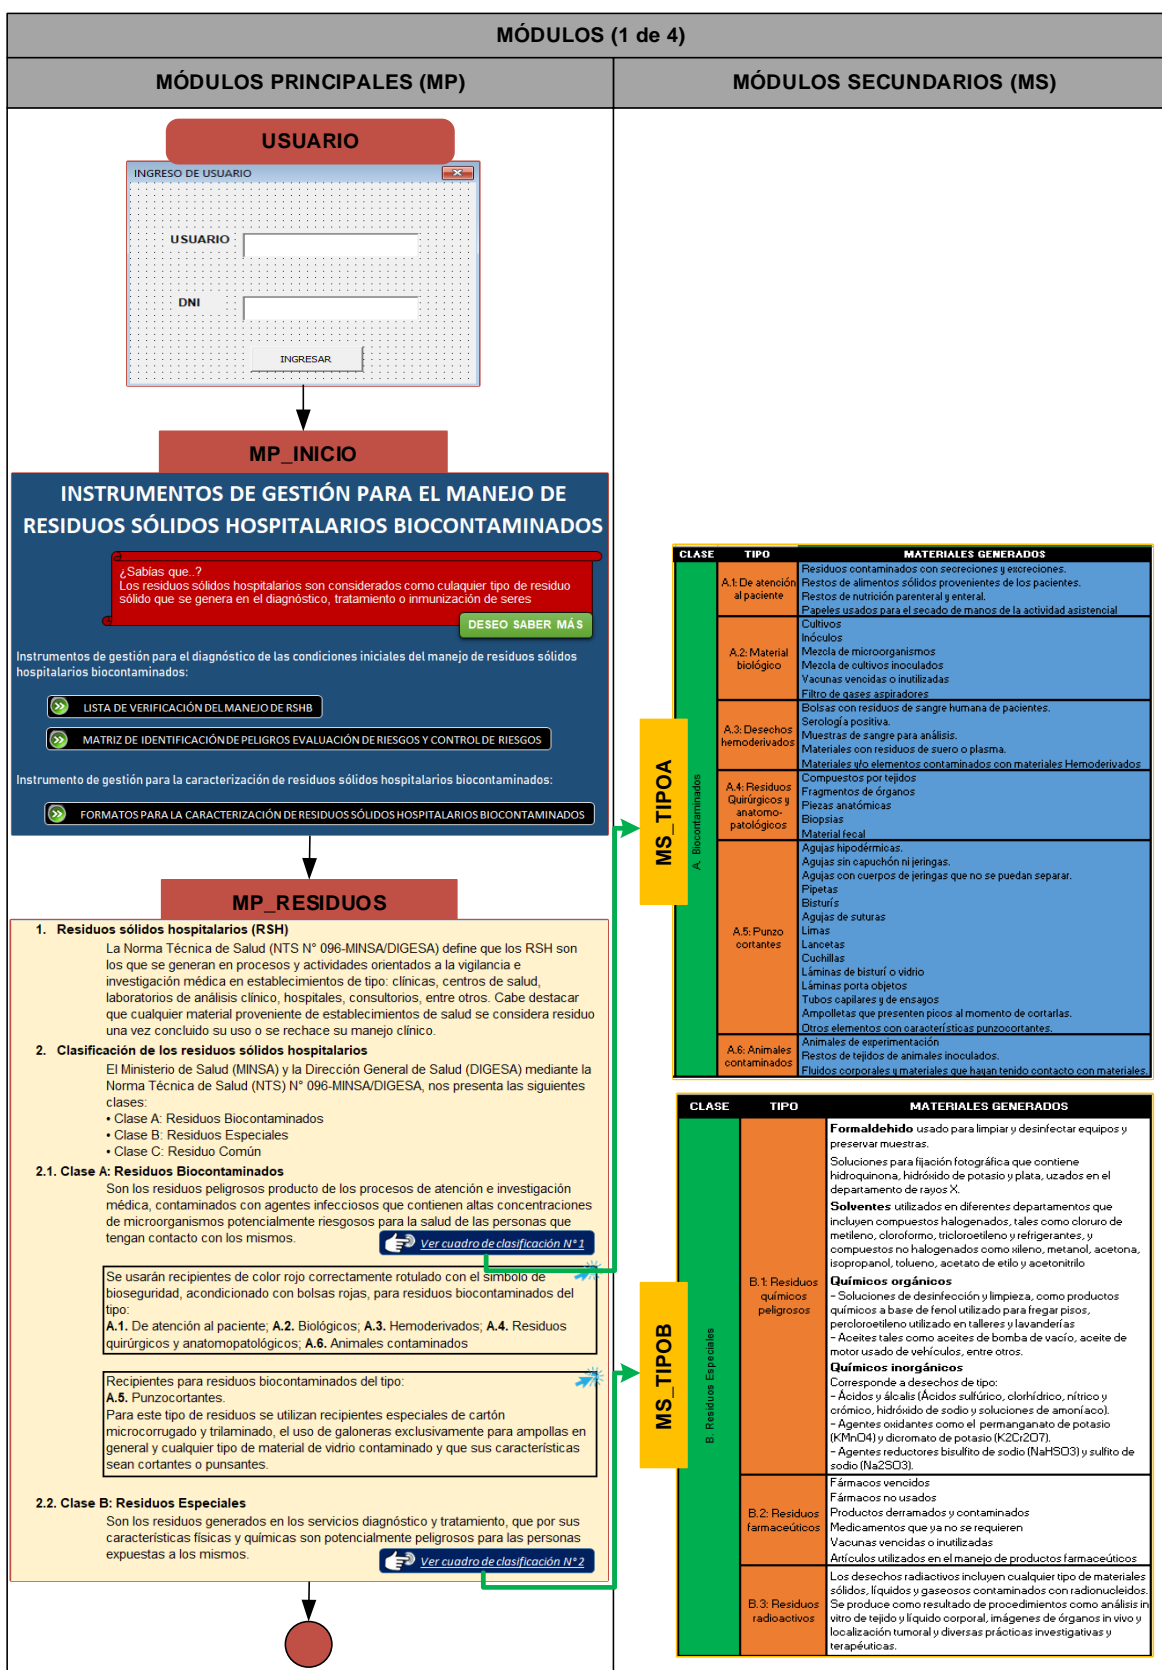 MÓDULOS (1 de 4)
MÓDULOS PRINCIPALES (MP)
MÓDULOS SECUNDARIOS (MS)
USUARIO
INGRESO DE USUARIO
USUARIO
DNI
INGRESAR
MP_INICIO
INSTRUMENTOS DE GESTIÓN PARA EL MANEJO DE
RESIDUOS SÓLIDOS HOSPITALARIOS BIOCONTAMINADOS
¿Sabías que..?
Los residuos sólidos hospitalarios son considerados como culaquier tipo de residuo
sólido que se genera en el diagnóstico, tratamiento o inmunización de seres
DESEO SABER MÁS
Instrumentos de gestión para el diagnóstico de las condiciones iniciales del manejo de residuos sólidos
hospitalarios biocontaminados:
LISTA DE VERIFICACIÓN DEL MANEJO DE RSHB
MATRIZ DE IDENTIFICACIÓN DE PELIGROS EVALUACIÓN DE RIESGOS Y CONTROL DE RIESGOS
Instrumento de gestión para la caracterización de residuos sólidos hospitalarios biocontaminados:
FORMATOS PARA LA CARACTERIZACIÓN DE RESIDUOS SÓLIDOS HOSPITALARIOS BIOCONTAMINADOS
MP_RESIDUOS
1. Residuos sólidos hospitalarios (RSH)
La Norma Técnica de Salud (NTS N° 096-MINSA/DIGESA) define que los RSH son
los que se generan en procesos y actividades orientados a la vigilancia e
investigación médica en establecimientos de tipo: clínicas, centros de salud,
laboratorios de análisis clínico, hospitales, consultorios, entre otros. Cabe destacar
que cualquier material proveniente de establecimientos de salud se considera residuo
una vez concluido su uso o se rechace su manejo clínico.
2. Clasificación de los residuos sólidos hospitalarios
El Ministerio de Salud (MINSA) y la Dirección General de Salud (DIGESA) mediante la
Norma Técnica de Salud (NTS) N° 096-MINSA/DIGESA, nos presenta las siguientes
clases:
• Clase A: Residuos Biocontaminados
• Clase B: Residuos Especiales
• Clase C: Residuo Común
2.1. Clase A: Residuos Biocontaminados
Son los residuos peligrosos producto de los procesos de atención e investigación
médica, contaminados con agentes infecciosos que contienen altas concentraciones
de microorganismos potencialmente riesgosos para la salud de las personas que
tengan contacto con los mismos.
Ver cuadro de clasificación N°1
Se usarán recipientes de color rojo correctamente rotulado con el símbolo de
bioseguridad, acondicionado con bolsas rojas, para residuos biocontaminados del
tipo:
A.1. De atención al paciente; A.2. Biológicos; A.3. Hemoderivados; A.4. Residuos
quirúrgicos y anatomopatológicos; A.6. Animales contaminados
Recipientes para residuos biocontaminados del tipo:
A.5. Punzocortantes.
Para este tipo de residuos se utilizan recipientes especiales de cartón
microcorrugado y trilaminado, el uso de galoneras exclusivamente para ampollas en
general y cualquier tipo de material de vidrio contaminado y que sus característicias
sean cortantes o punsantes.
2.2. Clase B: Residuos Especiales
Son los residuos generados en los servicios diagnóstico y tratamiento, que por sus
características físicas y químicas son potencialmente peligrosos para las personas
expuestas a los mismos.
Ver cuadro de clasificación N°2
MS_TIPOA
CLASE TIPO MATERIALES GENERADOS
A. Biocontaminados
A.1: De atención
al paciente
Residuos contaminados con secreciones y excreciones.
Restos de alimentos sólidos provenientes de los pacientes.
Restos de nutrición parenteral y enteral.
Papeles usados para el secado de manos de la actividad asistencial
A.2: Material
biológico
Cultivos
Inóculos
Mezcla de microorganismos
Mezcla de cultivos inoculados
Vacunas vencidas o inutilizadas
Filtro de gases aspiradores
A.3: Desechos
hemoderivados
Bolsas con residuos de sangre humana de pacientes.
Serología positiva.
Muestras de sangre para análisis.
Materiales con residuos de suero o plasma.
Materiales y/o elementos contaminados con materiales Hemoderivados
A.4: Residuos
Quirúrgicos y
anatomo-
patológicos
Compuestos por tejidos
Fragmentos de órganos
Piezas anatómicas
Biopsias
Material fecal
A.5: Punzo
cortantes
Agujas hipodérmicas.
Agujas sin capuchón ni jeringas.
Agujas con cuerpos de jeringas que no se puedan separar.
Pipetas
Bisturís
Agujas de suturas
Limas
Lancetas
Cuchillas
Láminas de bisturí o vidrio
Láminas porta objetos
Tubos capilares y de ensayos
Ampolletas que presenten picos al momento de cortarlas.
Otros elementos con características punzocortantes.
A.6: Animales
contaminados
Animales de experimentación
Restos de tejidos de animales inoculados.
Fluidos corporales y materiales que hayan tenido contacto con materiales.
MS_TIPOB
CLASE TIPO MATERIALES GENERADOS
B. Residuos Especiales
B.1: Residuos
químicos
peligrosos
Formaldehido usado para limpiar y desinfectar equipos y
preservar muestras.
Soluciones para fijación fotográfica que contiene
hidroquinona, hidróxido de potasio y plata, uzados en el
departamento de rayos X.
Solventes utilizados en diferentes departamentos que
incluyen compuestos halogenados, tales como cloruro de
metileno, cloroformo, tricloroetileno y refrigerantes, y
compuestos no halogenados como xileno, metanol, acetona,
isopropanol, tolueno, acetato de etilo y acetonitrilo
Químicos orgánicos
- Soluciones de desinfección y limpieza, como productos
químicos a base de fenol utilizado para fregar pisos,
percloroetileno utilizado en talleres y lavanderías
- Aceites tales como aceites de bomba de vacío, aceite de
motor usado de vehículos, entre otros.
Químicos inorgánicos
Corresponde a desechos de tipo:
- Ácidos y álcalis (Ácidos sulfúrico, clorhídrico, nítrico y
crómico, hidróxido de sodio y soluciones de amoníaco).
- Agentes oxidantes como el permanganato de potasio
(KMnO4) y dicromato de potasio (K2Cr2O7).
- Agentes reductores bisulfito de sodio (NaHSO3) y sulfito de
sodio (Na2SO3).
B.2: Residuos
farmaceúticos
Fármacos vencidos
Fármacos no usados
Productos derramados y contaminados
Medicamentos que ya no se requieren
Vacunas vencidas o inutilizadas
Artículos utilizados en el manejo de productos farmaceúticos
B.3: Residuos
radioactivos
Los desechos radiactivos incluyen cualquier tipo de materiales
sólidos, líquidos y gaseosos contaminados con radionucleidos.
Se produce como resultado de procedimientos como análisis in
vitro de tejido y líquido corporal, imágenes de órganos in vivo y
localización tumoral y diversas prácticas investigativas y
terapéuticas.